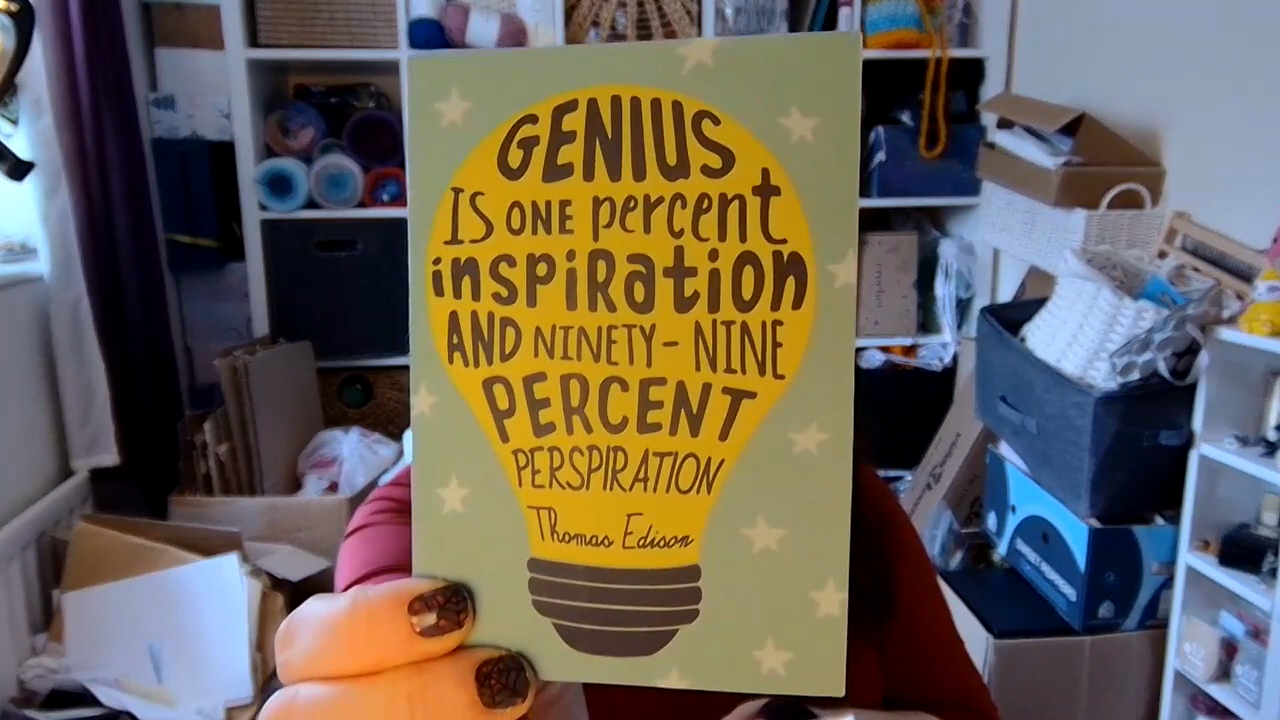 GENIUS
IS ONE percent
inspiRation
AND NINETY-NINE
PERCENT
PERSPIRATION
Thomas Edison